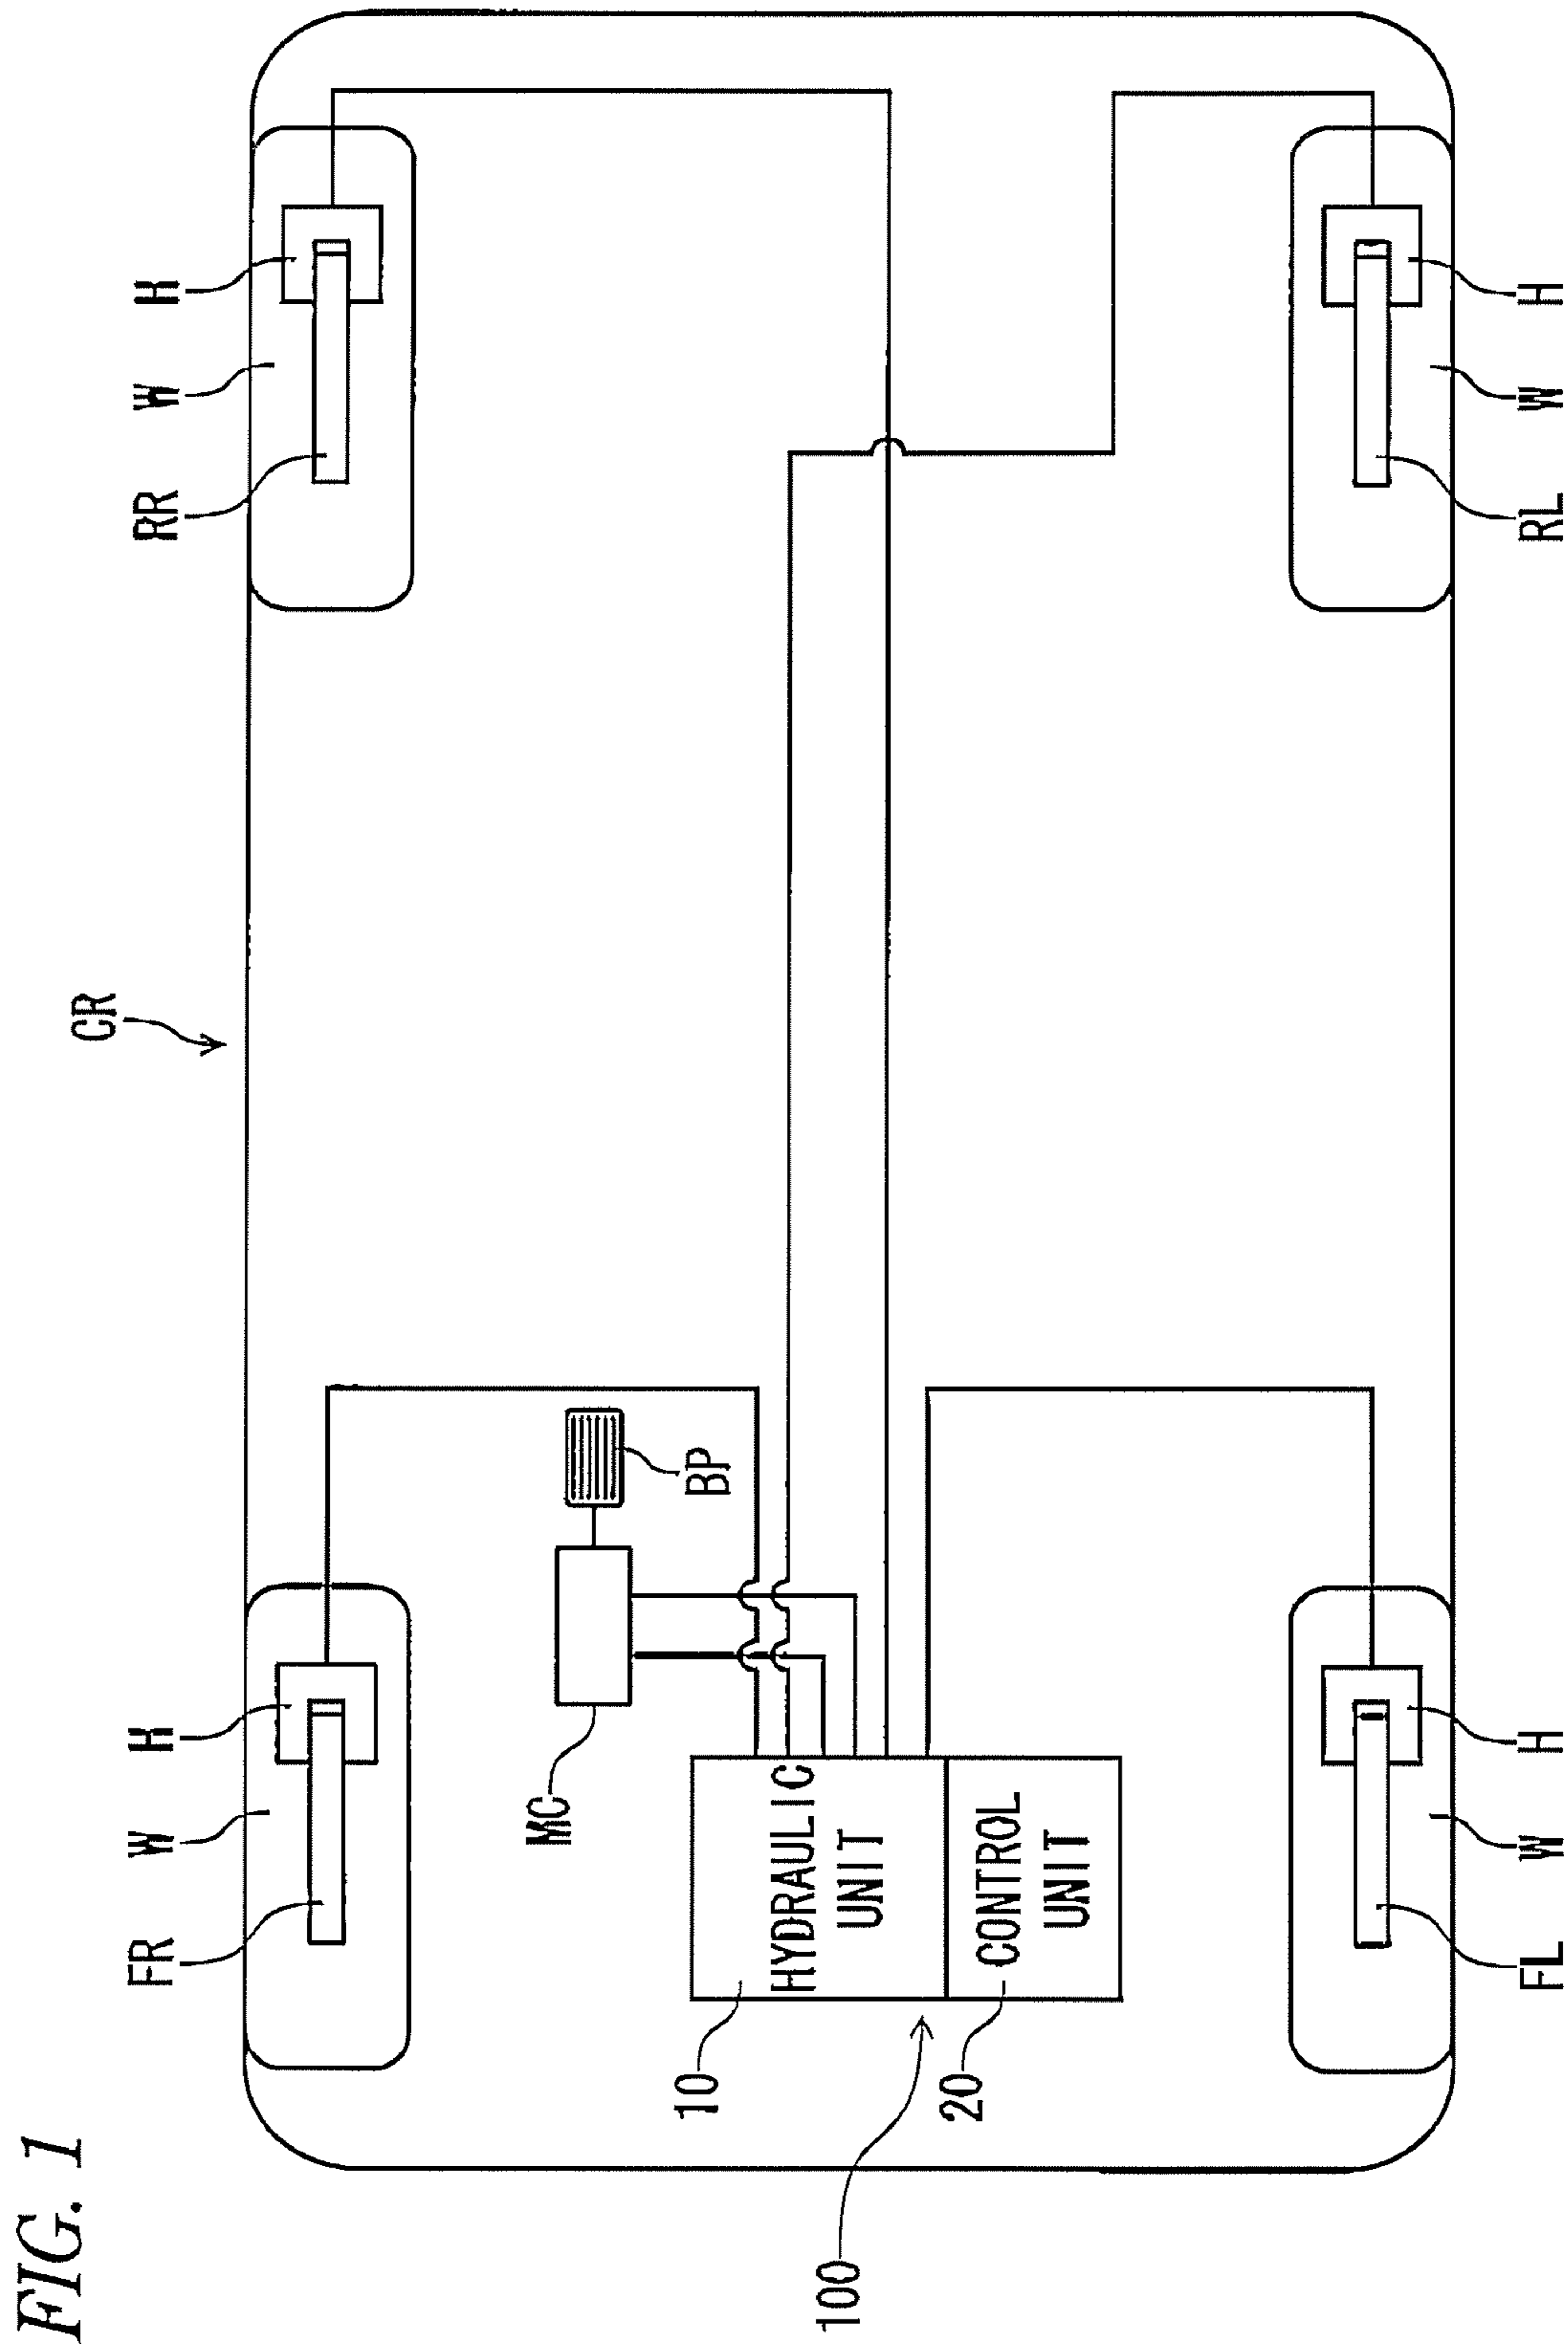 FIG. 1
CR
FR
W
H
RR
W
H
MC
BP
10
HYDRAULIC
UNIT
20
CONTROL
UNIT
100
FL
W
H
RL
W
H